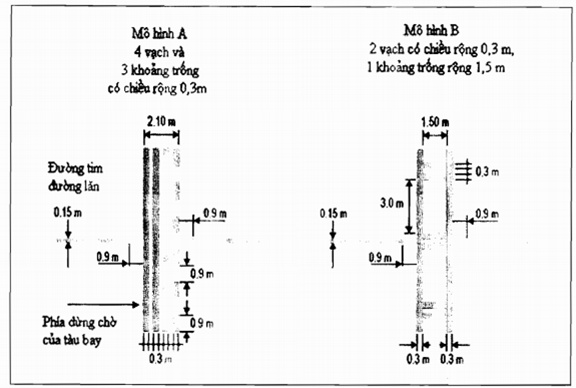 Mô hình A
4 vạch và
3 khoảng trống
có chiều rộng 0,3m
2.10 m
Đường tim
đường lăn
0.15 m
0.9 m
0.9 m
0.9 m
0.9 m
Phía dừng chờ
của tàu bay
0.3 m
Mô hình B
2 vạch có chiều rộng 0,3 m,
1 khoảng trống rộng 1,5 m
1.50 m
0,3 m
3.0 m
0.15 m
0.9 m
0.9 m
0.3 m
0.3 m